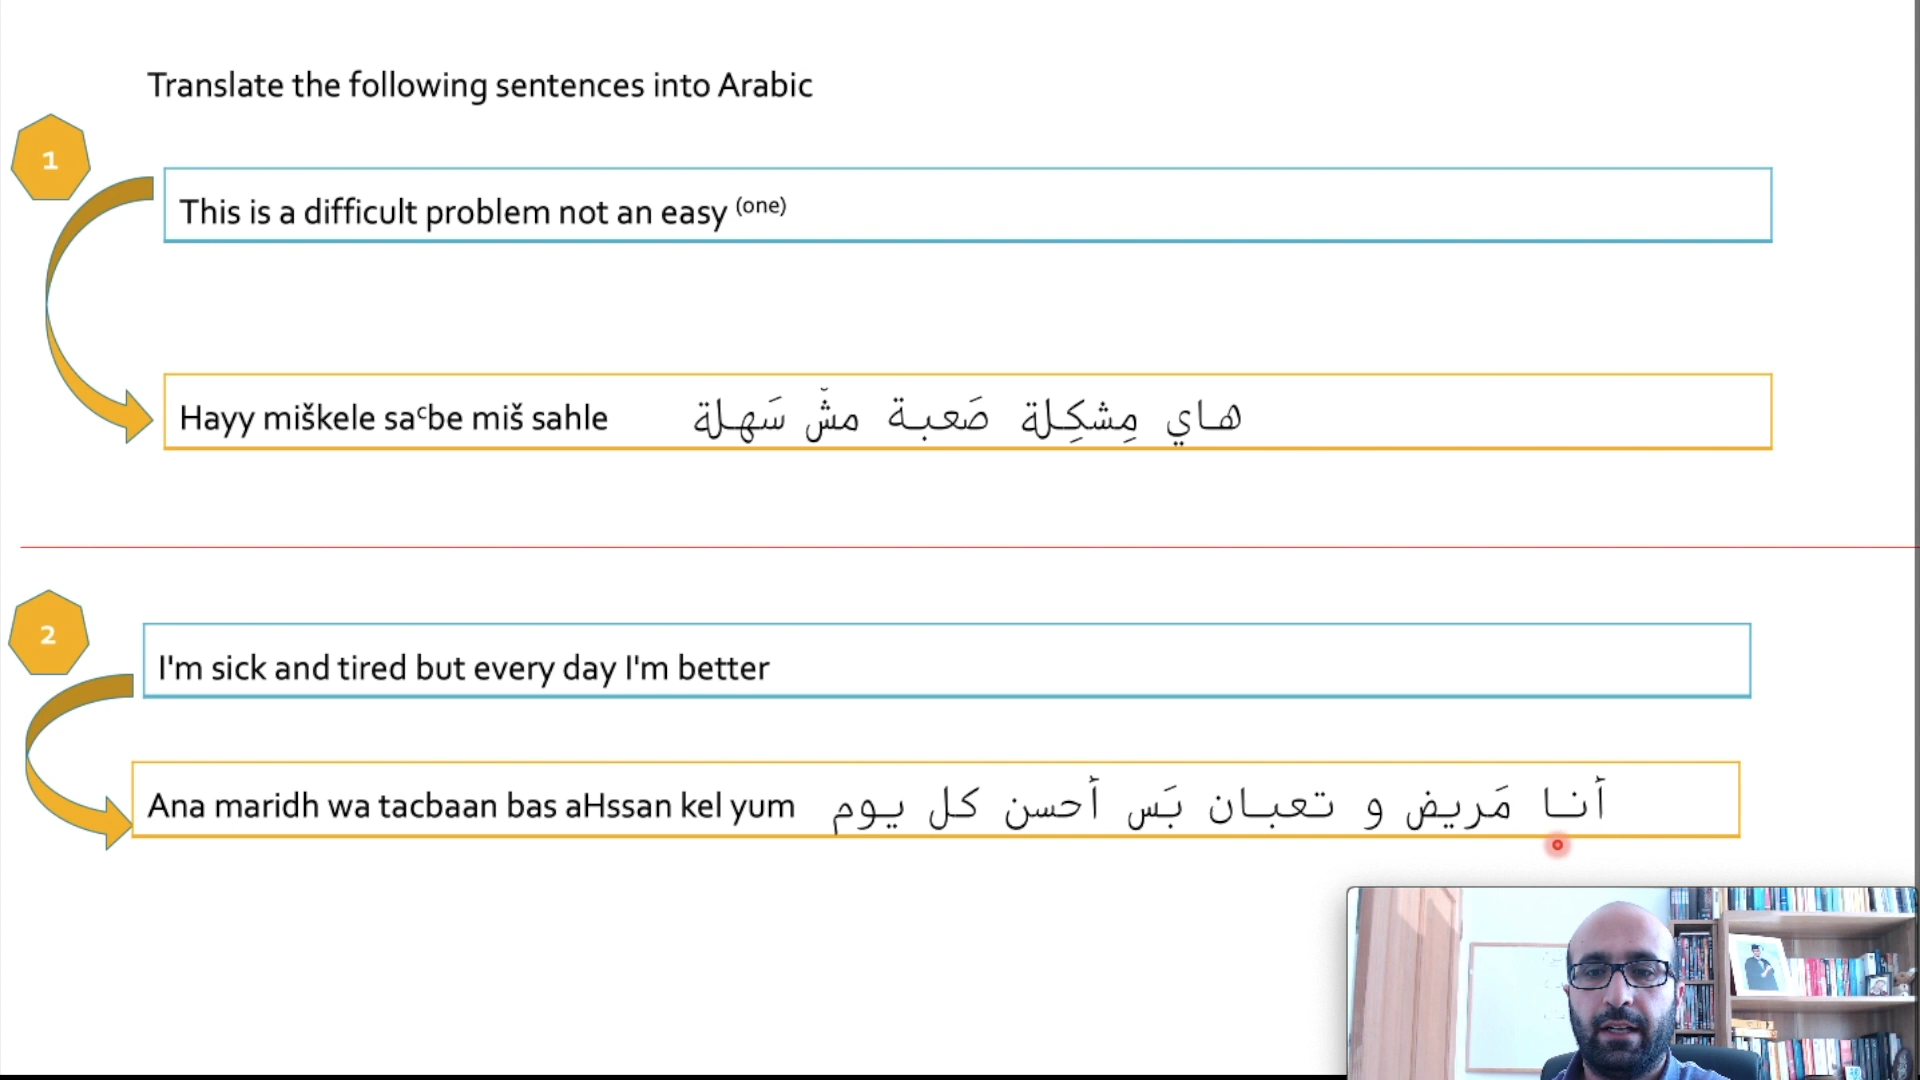 Translate the following sentences into Arabic
1
This is a difficult problem not an easy (one)
Hayy miškele saᶜbe miš sahle هاي مِشكِلة صَعبة مشّ سَهلة
2
I'm sick and tired but every day I'm better
Ana maridh wa tacbaan bas aHssan kel yum أنا مَريض و تعبان بَس أحسن كل يوم